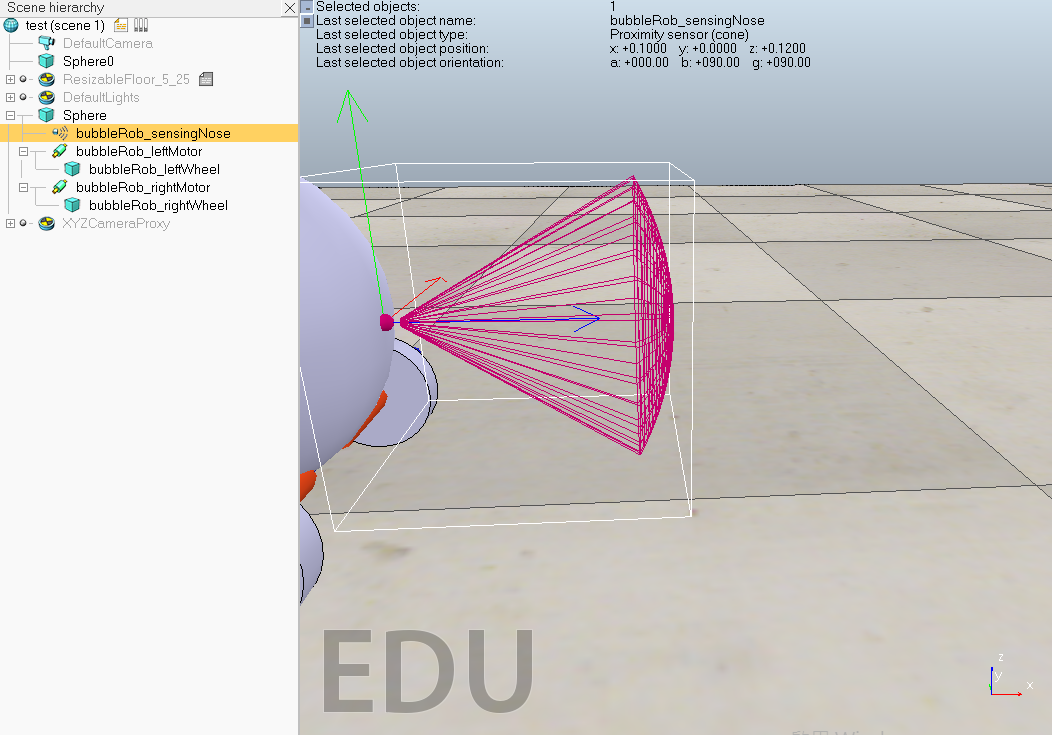 Scene hierarchy
test (scene 1)
DefaultCamera
Sphere0
ResizableFloor_5_25
DefaultLights
Sphere
bubbleRob_sensingNose
bubbleRob_leftMotor
bubbleRob_leftWheel
bubbleRob_rightMotor
bubbleRob_rightWheel
XYZCameraProxy
Selected objects: 1
Last selected object name: bubbleRob_sensingNose
Last selected object type: Proximity sensor (cone)
Last selected object position: x: +0.1000 y: +0.0000 z: +0.1200
Last selected object orientation: a: +000.00 b: +090.00 g: +090.00
EDU
z
y
x